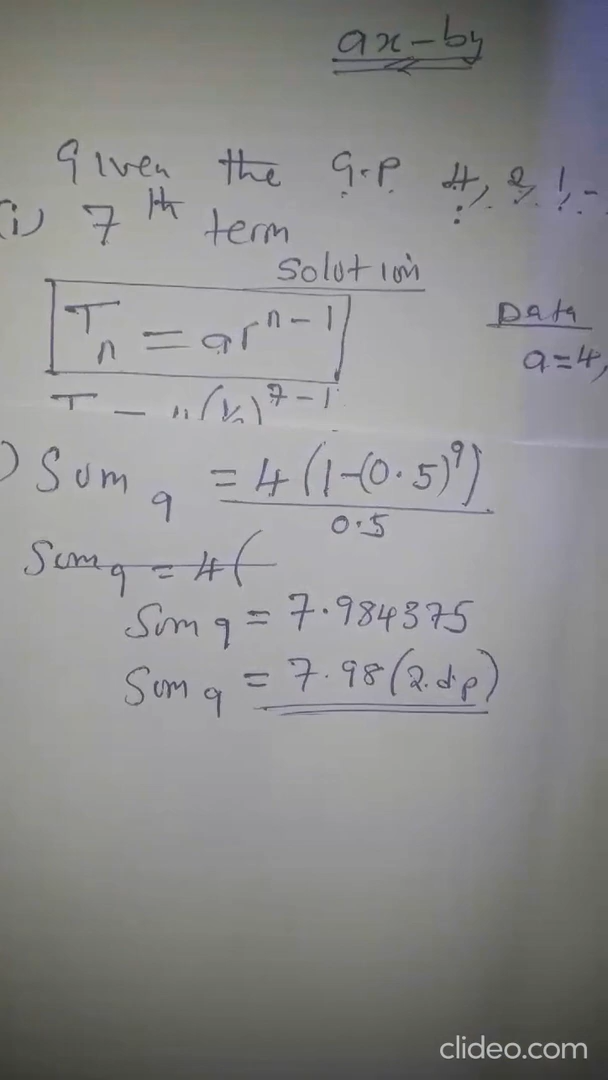 ax-by
Given the G.P 4, 2, 1, -
(i) 7th term
Solution
Tn = ar^n-1
Data
a=4,
7-1
) Sum 9 = 4(1-(0.5)^9)
0.5
Sum 9 = 4(
Sum 9 = 7.984375
Sum 9 = 7.98(2.d.p)
clideo.com